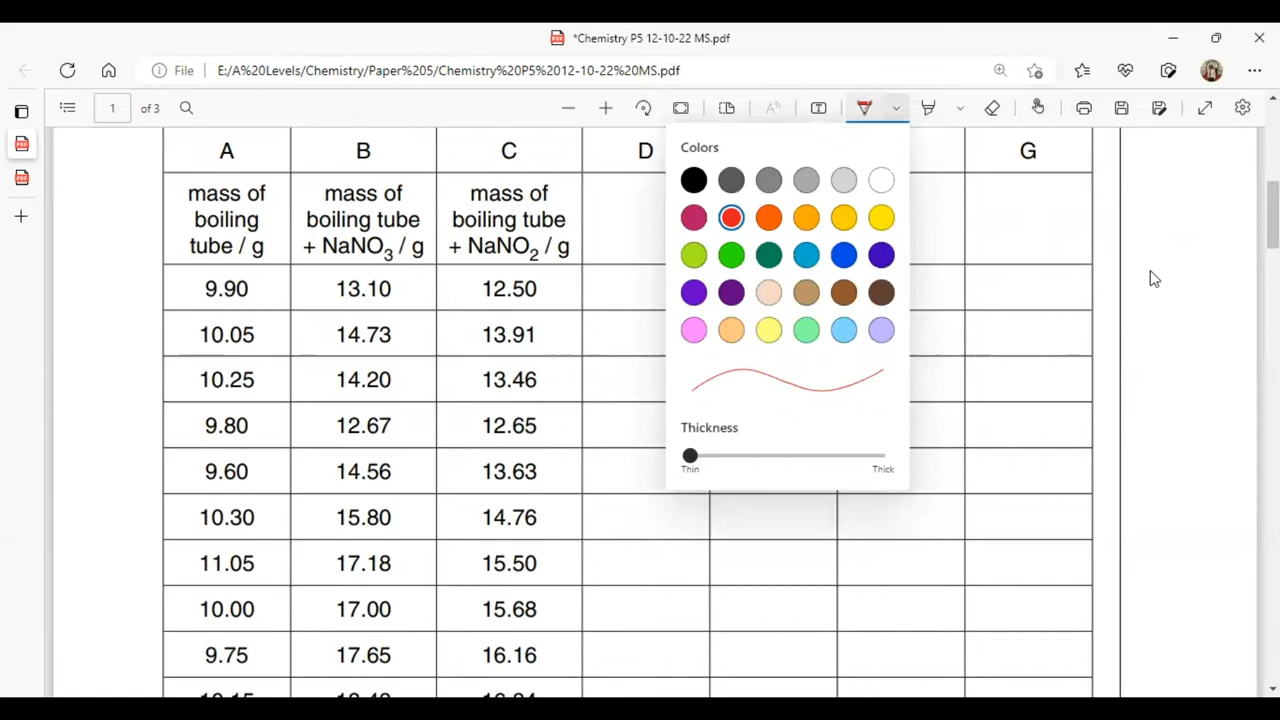 *Chemistry P5 12-10-22 MS.pdf
File E:/A%20Levels/Chemistry/Paper%205/Chemistry%20P5%2012-10-22%20MS.pdf
1 of 3
A B C D G
mass of boiling tube / g
mass of boiling tube + NaNO3 / g
mass of boiling tube + NaNO2 / g
9.90 13.10 12.50
10.05 14.73 13.91
10.25 14.20 13.46
9.80 12.67 12.65
9.60 14.56 13.63
10.30 15.80 14.76
11.05 17.18 15.50
10.00 17.00 15.68
9.75 17.65 16.16
Colors
Thickness
Thin Thick